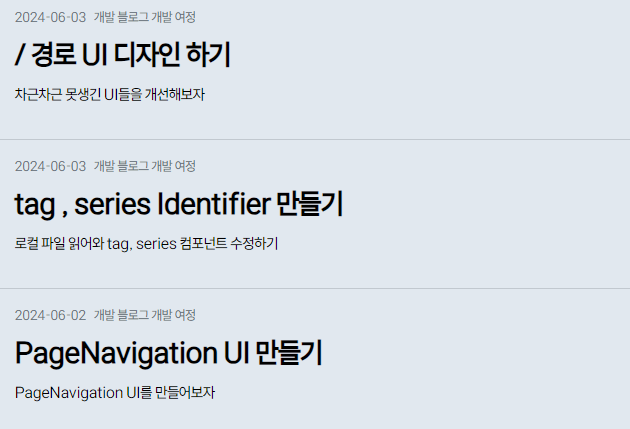 2024-06-03 개발 블로그 개발 여정
/ 경로 UI 디자인 하기
차근차근 못생긴 UI들을 개선해보자
2024-06-03 개발 블로그 개발 여정
tag , series Identifier 만들기
로컬 파일 읽어와 tag, series 컴포넌트 수정하기
2024-06-02 개발 블로그 개발 여정
PageNavigation UI 만들기
PageNavigation UI를 만들어보자